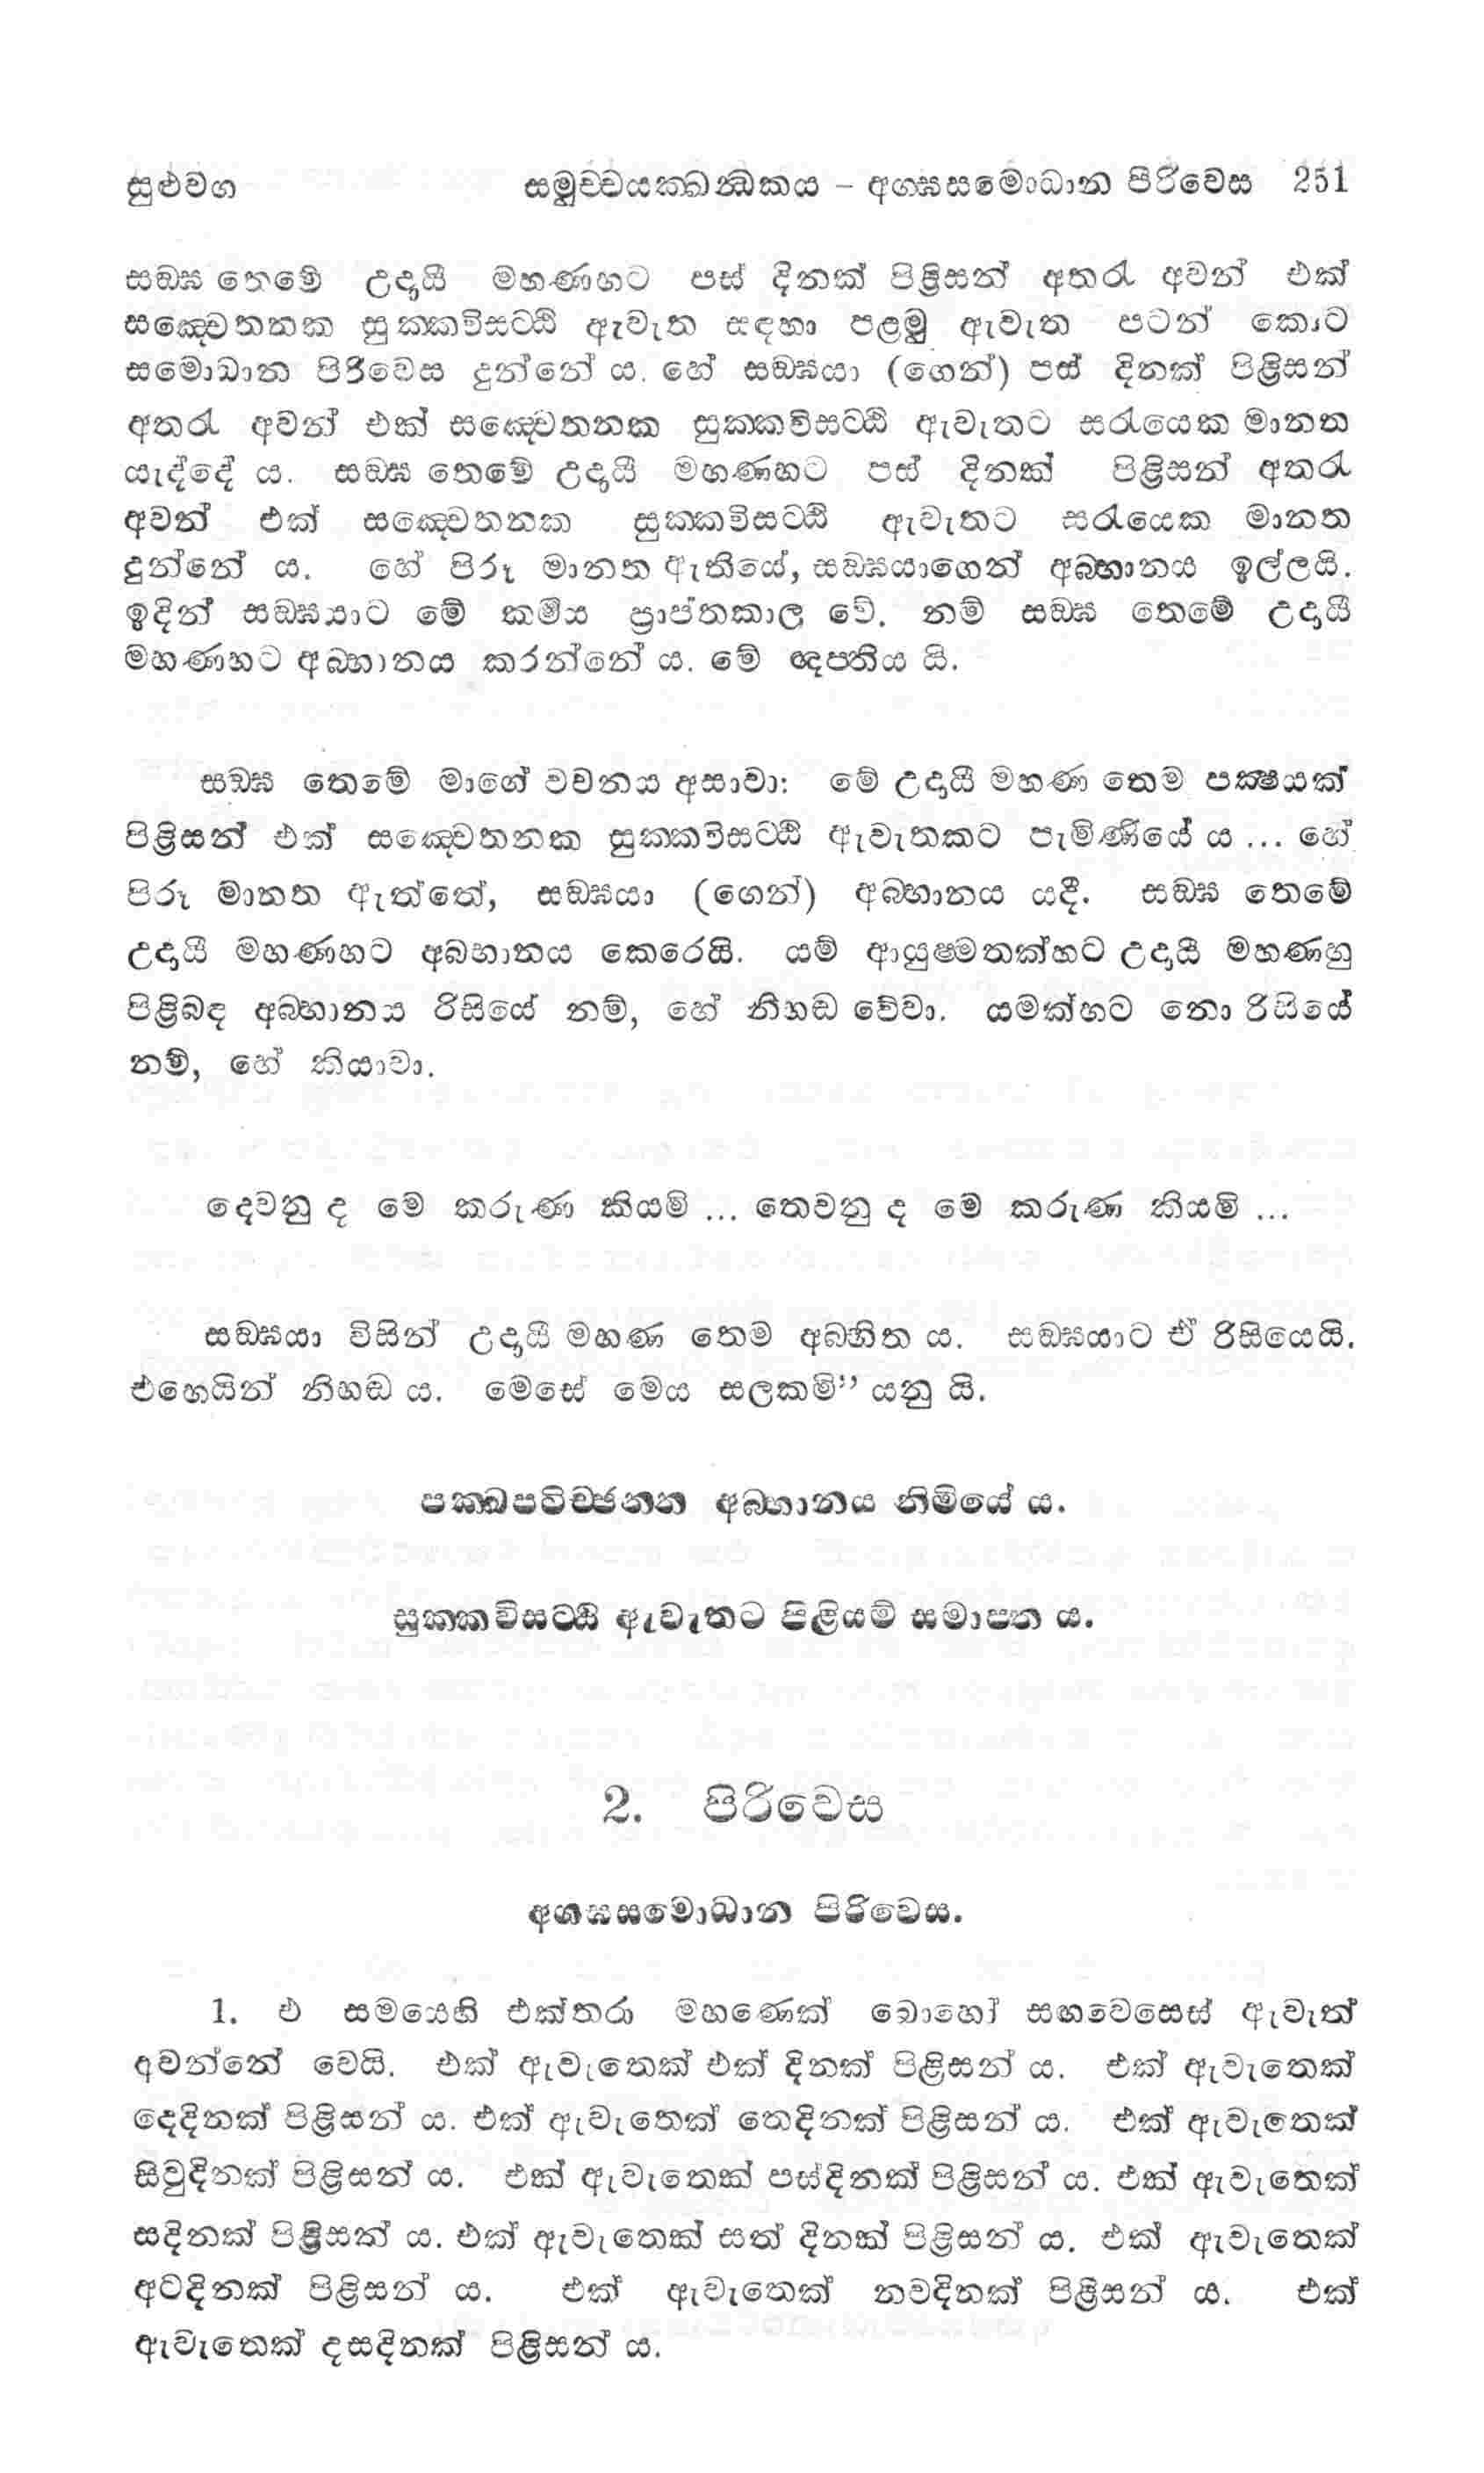 සුළුවග සමුච්චයක්ඛන්ධකය – අග්ඝසමොධාන පිරිවෙස 251
සඞ්ඝ තෙමේ උදායී මහණහට පස් දිනක් පිළිසන් අතරැ අවන් එක්
සඤ්චෙතනක සුක්කවිසට්ඨි ඇවැත සඳහා පළමු ඇවැත පටන් කොට
සමොධාන පිරිවෙස දුන්නේ ය. හේ සඞ්ඝයා (ගෙන්) පස් දිනක් පිළිසන්
අතරැ අවන් එක් සඤ්චෙතනක සුක්කවිසට්ඨි ඇවැතට සරැයෙක මානත
යැද්දේ ය. සඞ්ඝ තෙමේ උදායී මහණහට පස් දිනක් පිළිසන් අතරැ
අවන් එක් සඤ්චෙතනක සුක්කවිසට්ඨි ඇවැතට සරැයෙක මානත
දුන්නේ ය. හේ පිරූ මානත ඇතියේ, සඞ්ඝයාගෙන් අබ්භානය ඉල්ලයි.
ඉදින් සඞ්ඝයාට මේ කර්මය ප්‍රාප්තකාල වේ. නම් සඞ්ඝ තෙමේ උදායී
මහණහට අබ්භානය කරන්නේ ය. මේ ඥප්තිය යි.
සඞ්ඝ තෙමේ මාගේ වචනය අසාවා: මේ උදායී මහණ තෙම පක්‍ෂයක්
පිළිසන් එක් සඤ්චෙතනක සුක්කවිසට්ඨි ඇවැතකට පැමිණියේ ය ... හේ
පිරූ මානත ඇත්තේ, සඞ්ඝයා (ගෙන්) අබ්භානය යදී. සඞ්ඝ තෙමේ
උදායී මහණහට අබ්භානය කෙරෙයි. යම් ආයුෂ්මතක්හට උදායී මහණහු
පිළිබඳ අබ්භානය රිසියේ නම්, හේ නිහඬ වේවා. යමක්හට නො රිසියේ
නම්, හේ කියාවා.
දෙවනු ද මෙ කරුණ කියමි ... තෙවනු ද මෙ කරුණ කියමි ...
සඞ්ඝයා විසින් උදායී මහණ තෙම අබ්භිත ය. සඞ්ඝයාට ඒ රිසියෙයි.
එහෙයින් නිහඬ ය. මෙසේ මෙය සලකමි” යනු යි.
පක්ඛපටිච්ඡන්න අබ්භානය නිමියේ ය.
සුක්කවිසට්ඨි ඇවැතට පිළියම් සමාප්ත ය.
2. පිරිවෙස
අග්ඝසමොධාන පිරිවෙස.
1. එ සමයෙහි එක්තරා මහණෙක් බොහෝ සඟවෙසෙස් ඇවැත්
අවන්නේ වෙයි. එක් ඇවැතෙක් එක් දිනක් පිළිසන් ය. එක් ඇවැතෙක්
දෙදිනක් පිළිසන් ය. එක් ඇවැතෙක් තෙදිනක් පිළිසන් ය. එක් ඇවැතෙක්
සිවුදිනක් පිළිසන් ය. එක් ඇවැතෙක් පස්දිනක් පිළිසන් ය. එක් ඇවැතෙක්
සදිනක් පිළිසන් ය. එක් ඇවැතෙක් සත් දිනක් පිළිසන් ය. එක් ඇවැතෙක්
අටදිනක් පිළිසන් ය. එක් ඇවැතෙක් නවදිනක් පිළිසන් ය. එක්
ඇවැතෙක් දසදිනක් පිළිසන් ය.